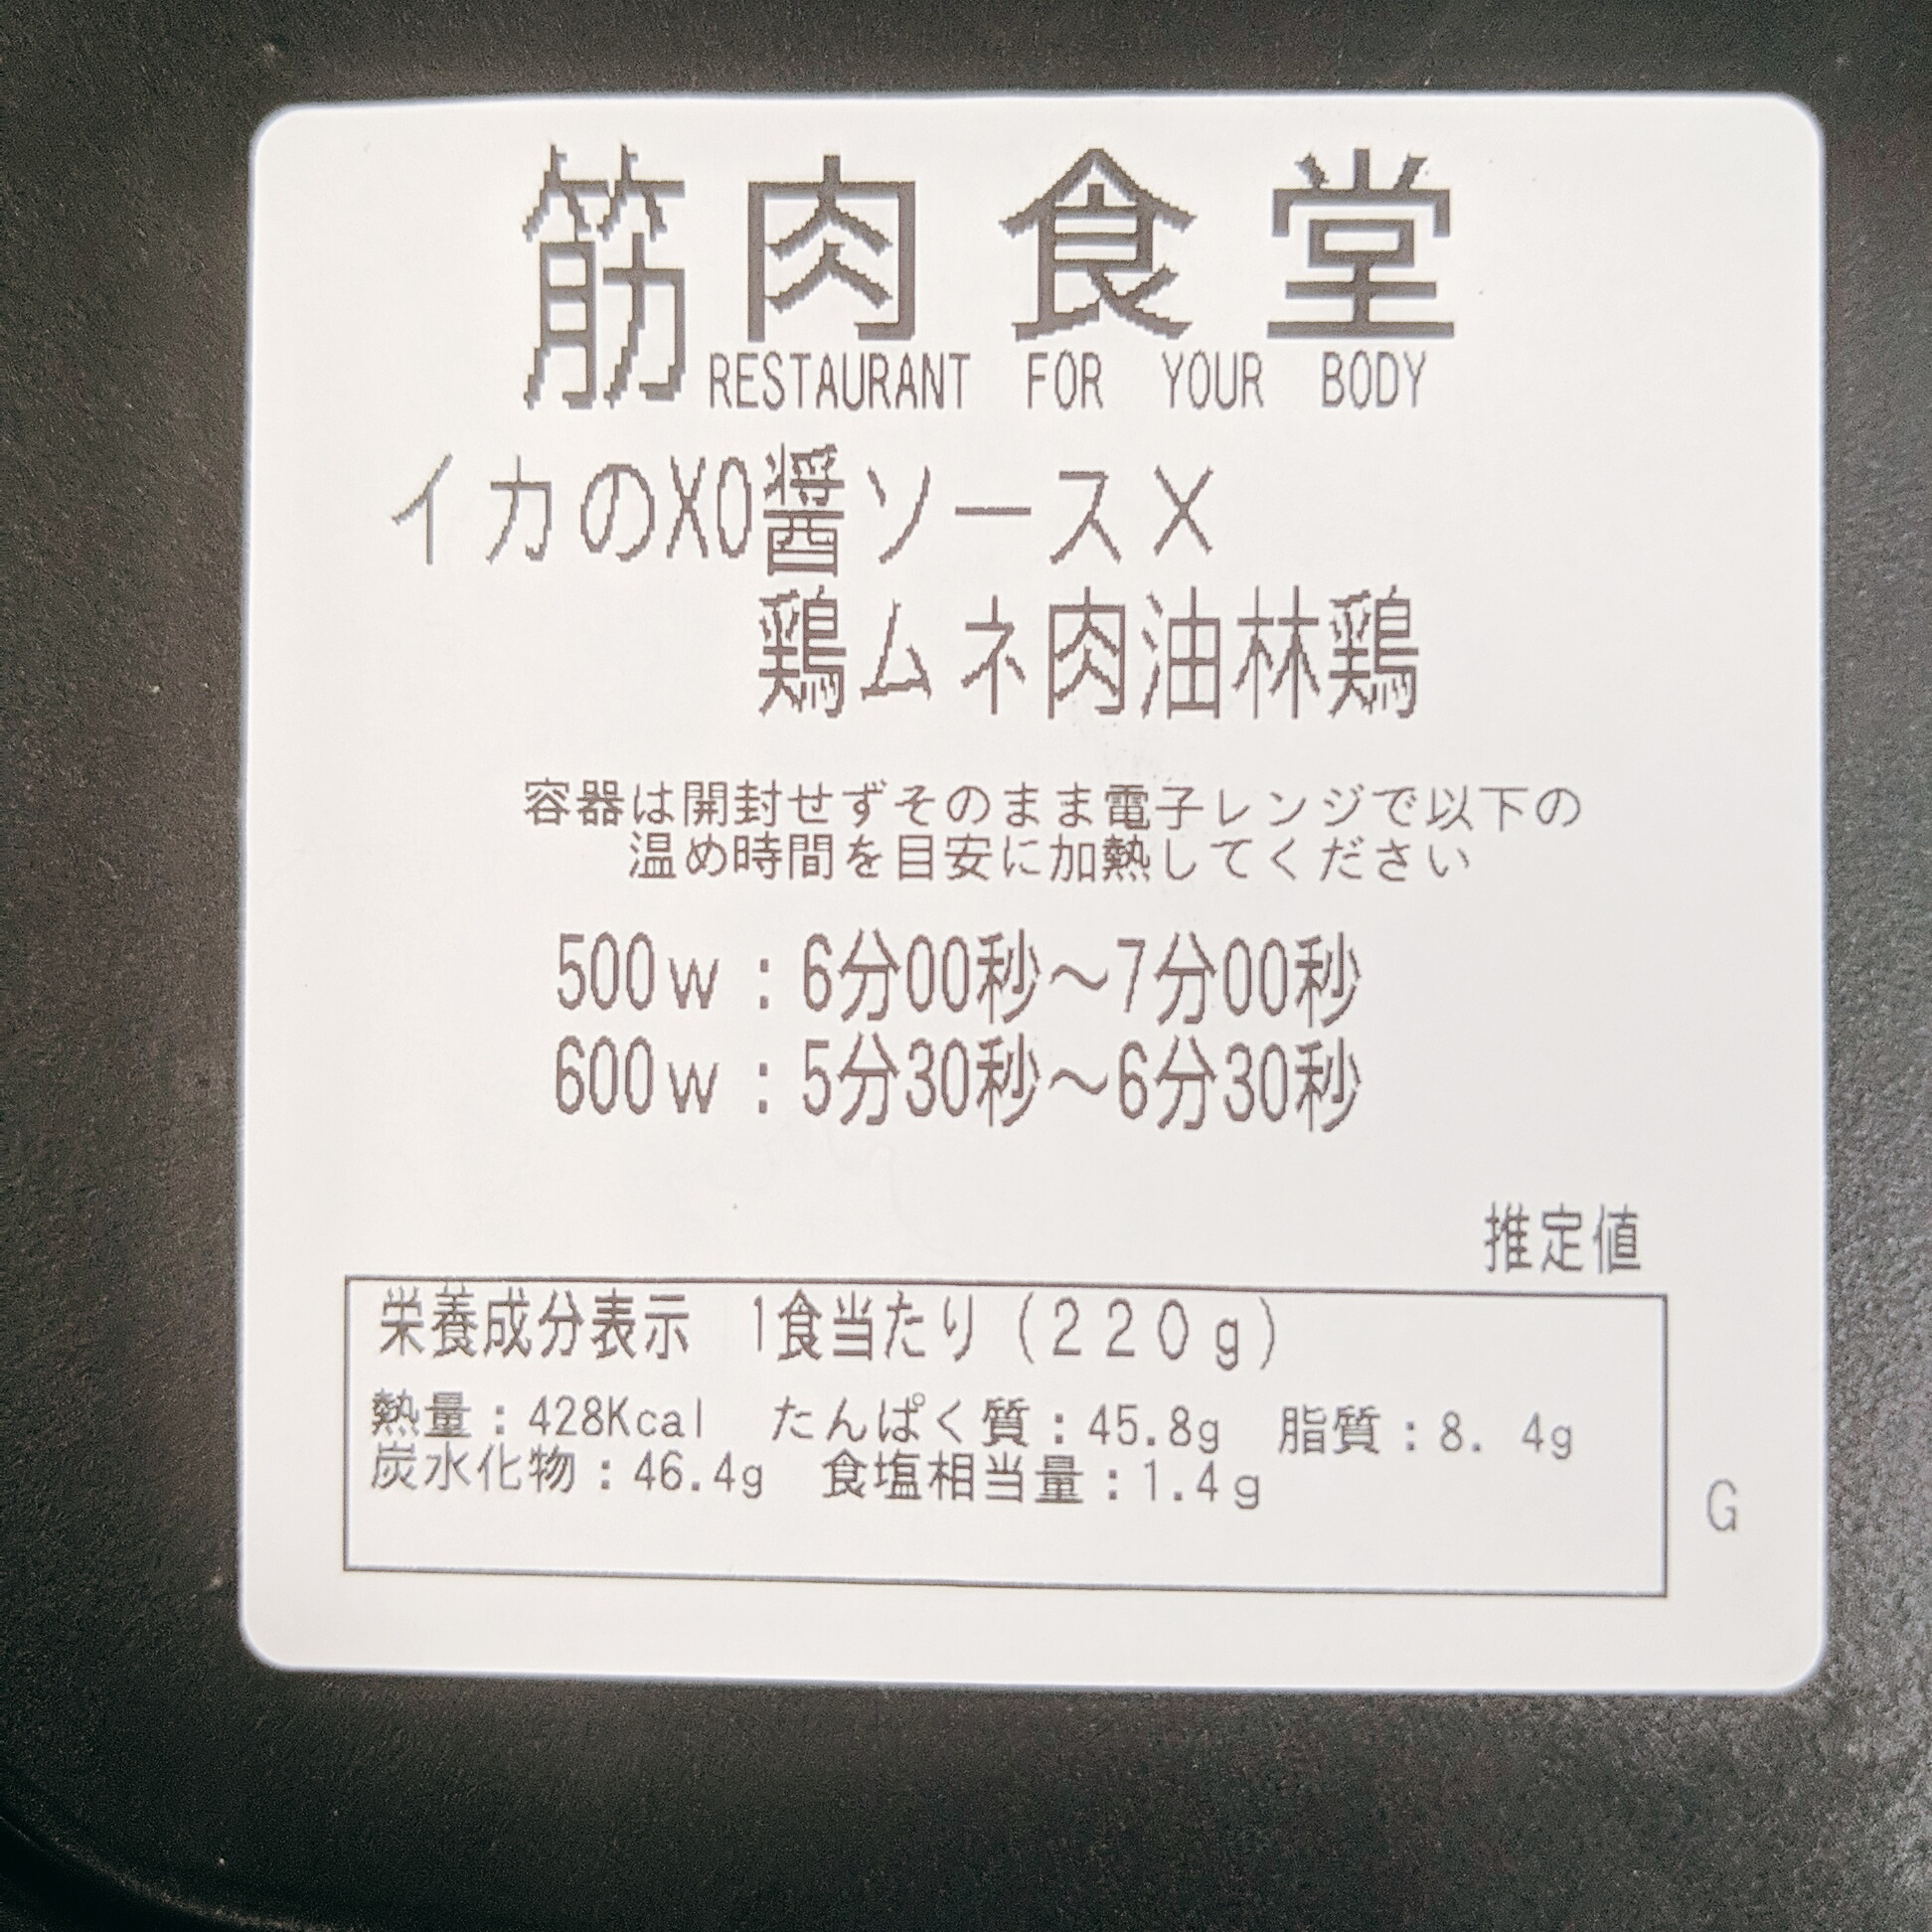 筋肉食堂
RESTAURANT FOR YOUR BODY
イカのXO醤ソース×
鶏ムネ肉油林鶏
容器は開封せずそのまま電子レンジで以下の
温め時間を目安に加熱してください
500w：6分00秒～7分00秒
600w：5分30秒～6分30秒
推定値
栄養成分表示　1食当たり（220g）
熱量：428Kcal　たんぱく質：45.8g　脂質：8. 4g
炭水化物：46.4g　食塩相当量：1.4g
G